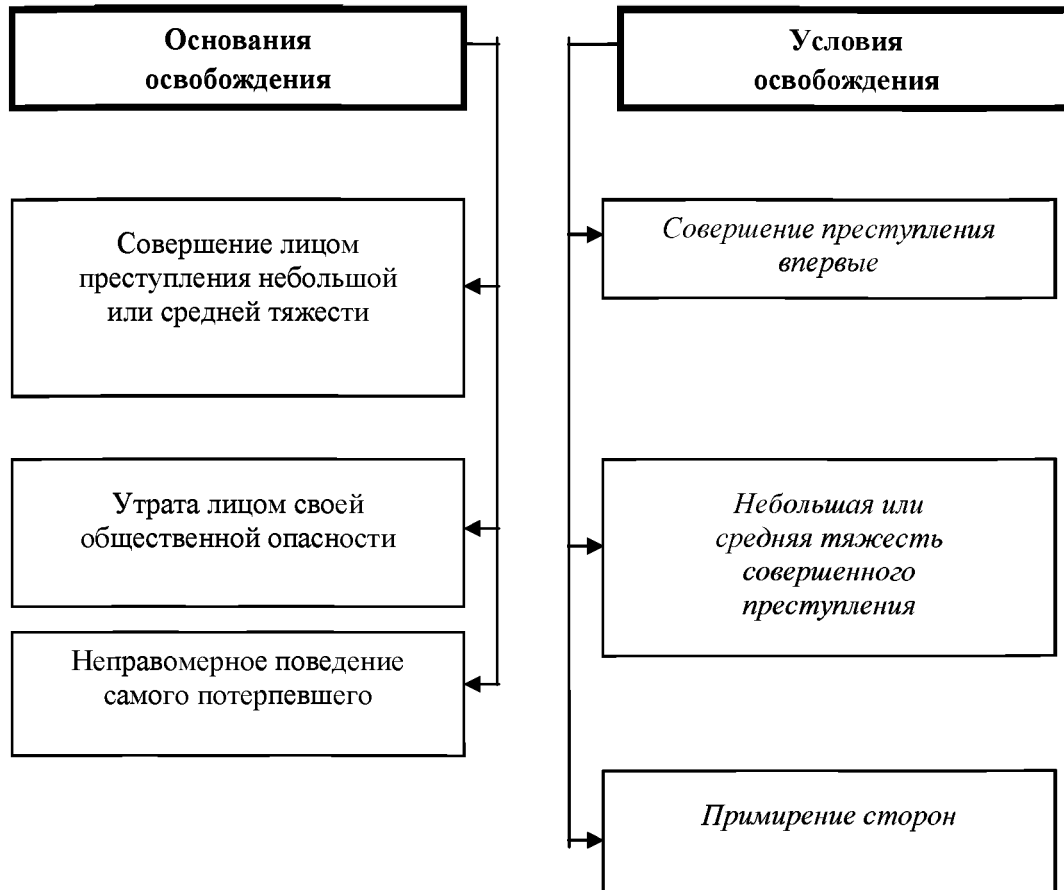 Основания
освобождения
Условия
освобождения
Совершение лицом
преступления небольшой
или средней тяжести
Совершение преступления
впервые
Утрата лицом своей
общественной опасности
Небольшая или
средняя тяжесть
совершенного
преступления
Неправомерное поведение
самого потерпевшего
Примирение сторон